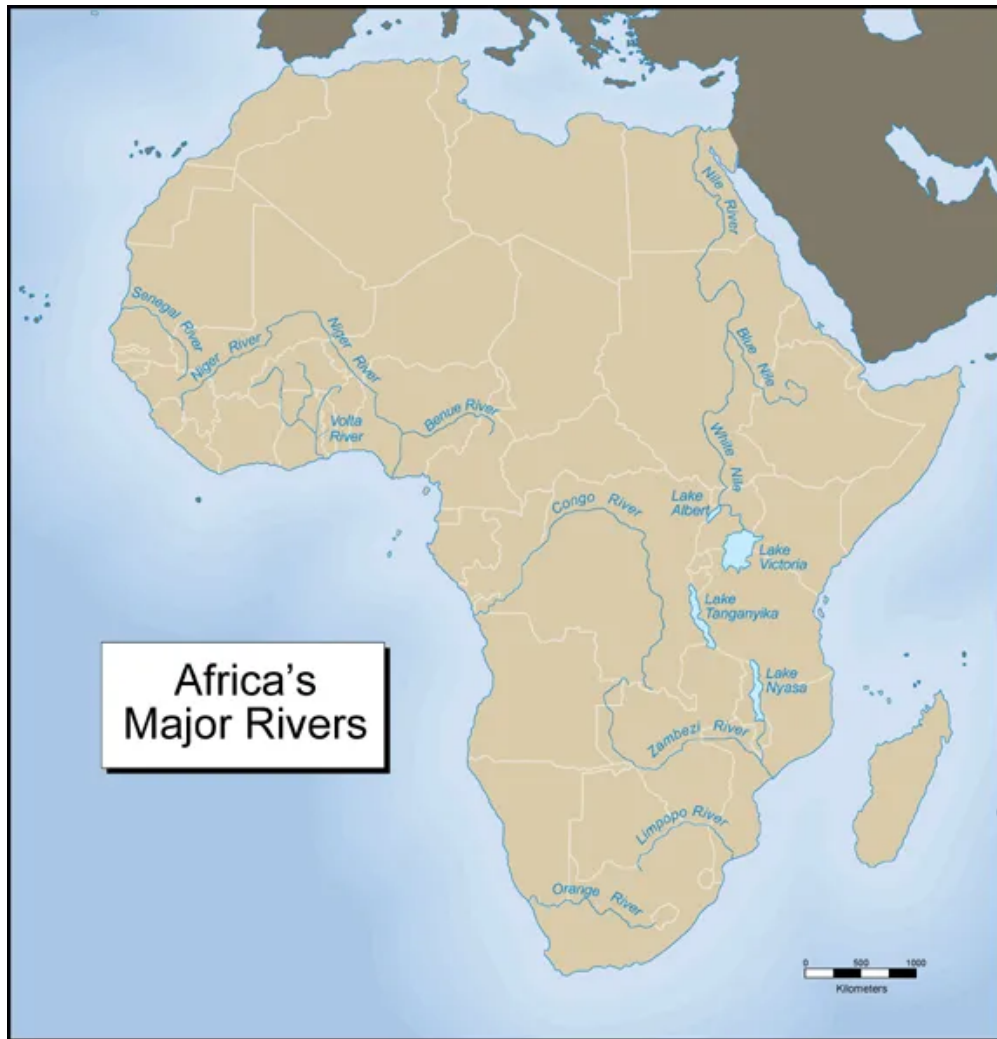 Nile River
Senegal River
Niger River
Niger River
Blue Nile
Benue River
Volta
River
White Nile
Lake
Albert
Congo River
Lake
Victoria
Lake
Tanganyika
Africa's
Major Rivers
Lake
Nyasa
Zambezi River
Limpopo River
Orange River
0 500 1000
Kilometers